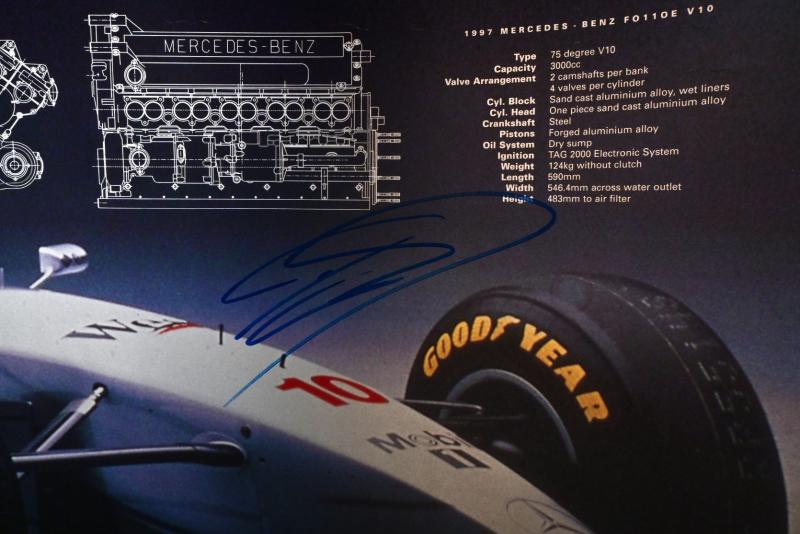 MERCEDES-BENZ
1997 MERCEDES-BENZ FO110E V10
Type 75 degree V10
Capacity 3000cc
Valve Arrangement 2 camshafts per bank
4 valves per cylinder
Cyl. Block Sand cast aluminium alloy, wet liners
Cyl. Head One piece sand cast aluminium alloy
Crankshaft Steel
Pistons Forged aluminium alloy
Oil System Dry sump
Ignition TAG 2000 Electronic System
Weight 124kg without clutch
Length 590mm
Width 546.4mm across water outlet
Height 483mm to air filter
GOODYEAR
West
10
Mobil
1